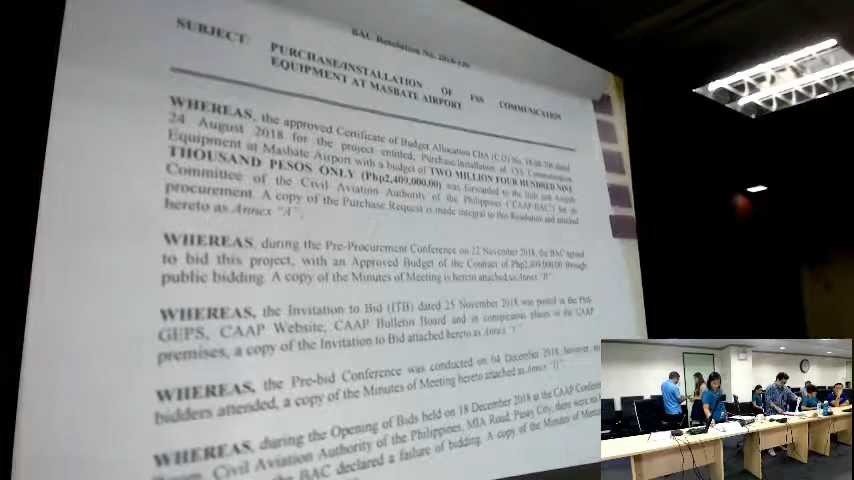 BAC Resolution No.
SUBJECT PURCHASE/INSTALLATION OF FSS COMMUNICATION
EQUIPMENT AT MASBATE AIRPORT
WHEREAS, the approved Certificate of Budget Allocation CBA (C.O) No. dated
24 August 2018 for the project entitled, Purchase/Installation of FSS Communication
Equipment at Masbate Airport with a budget of TWO MILLION FOUR HUNDRED NINE
THOUSAND PESOS ONLY (Php2,409,000.00) was forwarded to the Bids and Awards
Committee of the Civil Aviation Authority of the Philippines ("CAAP-BAC") for its
procurement. A copy of the Purchase Request is made integral to this Resolution and attached
hereto as Annex "A".
WHEREAS, during the Pre-Procurement Conference on 22 November 2018, the BAC agreed
to bid this project, with an Approved Budget of the Contract of Php2,409,000.00 through
public bidding. A copy of the Minutes of Meeting is hereto attached as Annex "B"
WHEREAS, the Invitation to Bid (ITB) dated 25 November 2018 was posted in the Phil-
GEPS, CAAP Website, CAAP Bulletin Board and in conspicuous places in the CAAP
premises, a copy of the Invitation to Bid attached hereto as Annex
WHEREAS, the Pre-bid Conference was conducted on 04 December 2018, however,
bidders attended, a copy of the Minutes of Meeting hereto attached as Annex
WHEREAS, during the Opening of Bids held on 18 December 2018 at the CAAP
Room, Civil Aviation Authority of the Philippines, MIA Road, Pasay City, there were no
the BAC declared a failure of bidding. A copy of the Minutes of